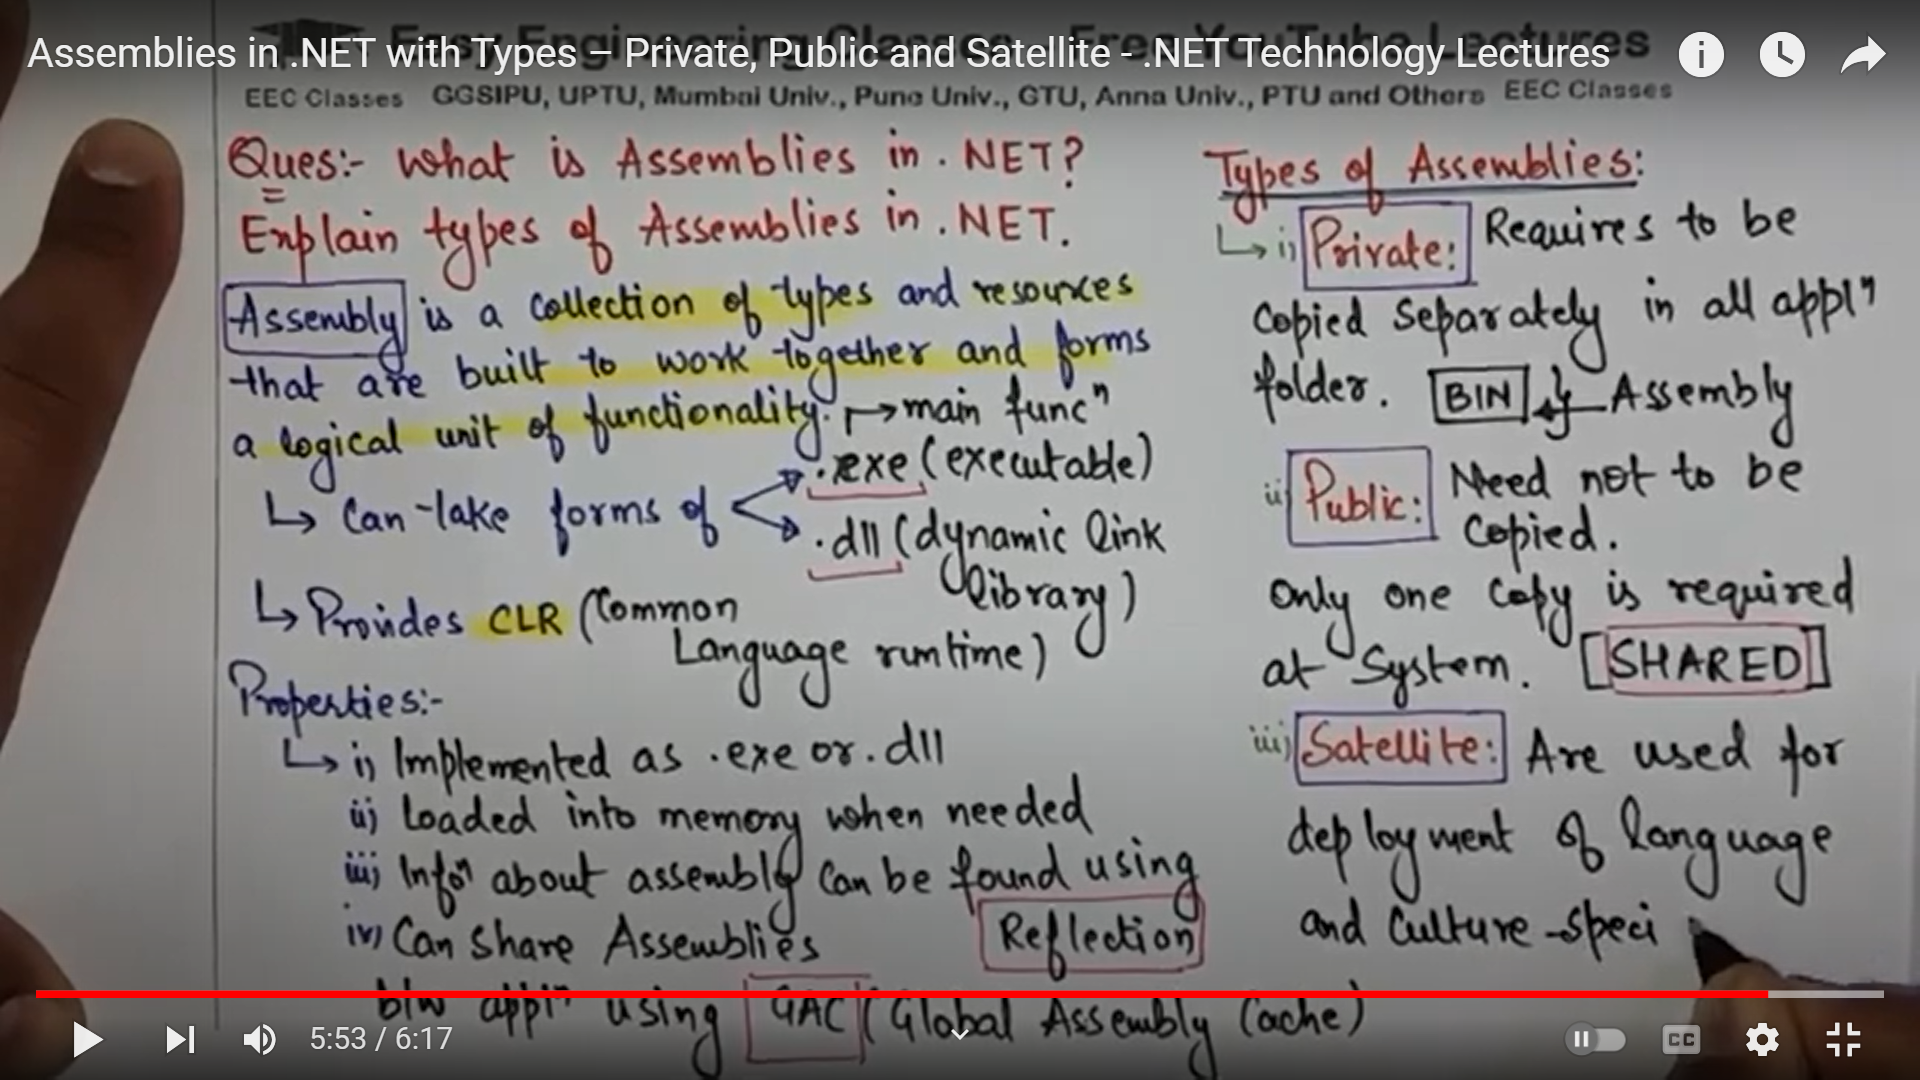 Assemblies in .NET with Types – Private, Public and Satellite - .NET Technology Lectures
EEC Classes GGSIPU, UPTU, Mumbai Univ., Pune Univ., GTU, Anna Univ., PTU and Others EEC Classes
Ques:- What is Assemblies in .NET?
Explain types of Assemblies in .NET.
Assembly is a collection of types and resources
that are built to work together and forms
a logical unit of functionality. → main funcⁿ
↳ Can take forms of .exe (executable)
.dll (dynamic link
library)
↳ Provides CLR (Common
Language runtime)
Properties:-
↳ i) Implemented as .exe or .dll
ii) Loaded into memory when needed
iii) Infoⁿ about assembly can be found using
Reflection
iv) Can share Assemblies
b/w applⁿ using GAC (Global Assembly Cache)
Types of Assemblies:
↳ i) Private: Requires to be
copied separately in all applⁿ
folder. BIN Assembly
ii) Public: Need not to be
copied.
Only one copy is required
at System. [SHARED]
iii) Satellite: Are used for
deployment of language
and culture-speci
5:53 / 6:17
CC